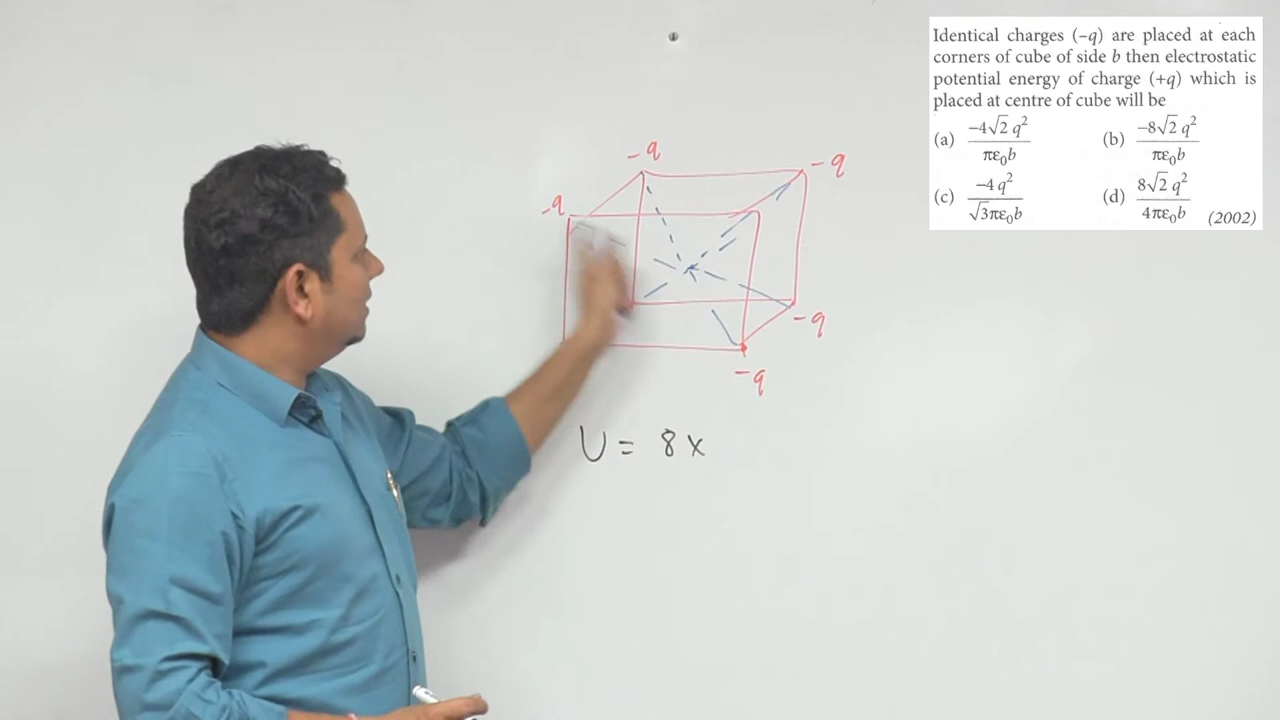 Identical charges (–q) are placed at each
corners of cube of side b then electrostatic
potential energy of charge (+q) which is
placed at centre of cube will be
(a) −4√2 q² / πε₀b (b) −8√2 q² / πε₀b
(c) −4 q² / √3πε₀b (d) 8√2 q² / 4πε₀b (2002)
-q
-q
-q
-q
-q
U = 8x